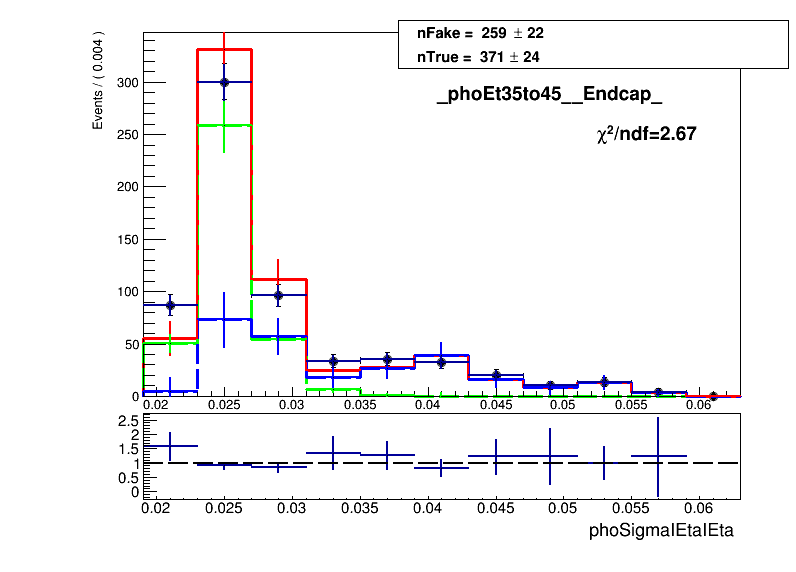 nFake = 259 ± 22
nTrue = 371 ± 24
_phoEt35to45__Endcap_
χ²/ndf=2.67
Events / ( 0.004 )
300
250
200
150
100
50
0
0.02 0.025 0.03 0.035 0.04 0.045 0.05 0.055 0.06
2.5
2
1.5
1
0.5
0
0.02 0.025 0.03 0.035 0.04 0.045 0.05 0.055 0.06
phoSigmaIEtaIEta